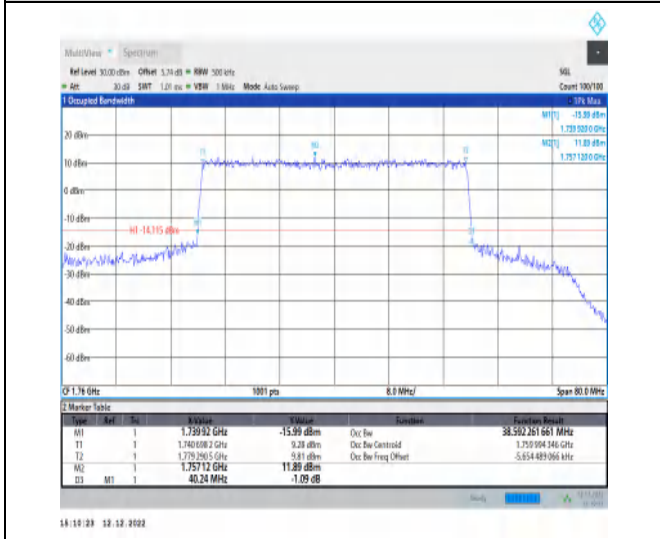 MultiView Spectrum
Ref Level 30.00 dBm Offset 5.74 dB RBW 500 kHz SGL
Att 30 dB SWT 1.01 ms VBW 1 MHz Mode Auto Sweep Count 100/100
1 Occupied Bandwidth 1Pk Max
M1[1] -15.99 dBm
1.739 920 0 GHz
M2[1] 11.89 dBm
1.757 120 0 GHz
20 dBm
T1 M2 T2
10 dBm
0 dBm
-10 dBm
M1
H1 -14.115 dBm
D3
-20 dBm
-30 dBm
-40 dBm
-50 dBm
-60 dBm
CF 1.76 GHz 1001 pts 8.0 MHz/ Span 80.0 MHz
2 Marker Table
Type Ref Trc X-Value Y-Value Function Function Result
M1 1 1.73992 GHz -15.99 dBm Occ Bw 38.592 261 661 MHz
T1 1 1.740 698 2 GHz 9.28 dBm Occ Bw Centroid 1.759 994 346 GHz
T2 1 1.779 290 5 GHz 9.81 dBm Occ Bw Freq Offset -5.654 489 066 kHz
M2 1 1.75712 GHz 11.89 dBm
D3 M1 1 40.24 MHz -1.09 dB
Ready
15:10:23 12.12.2022